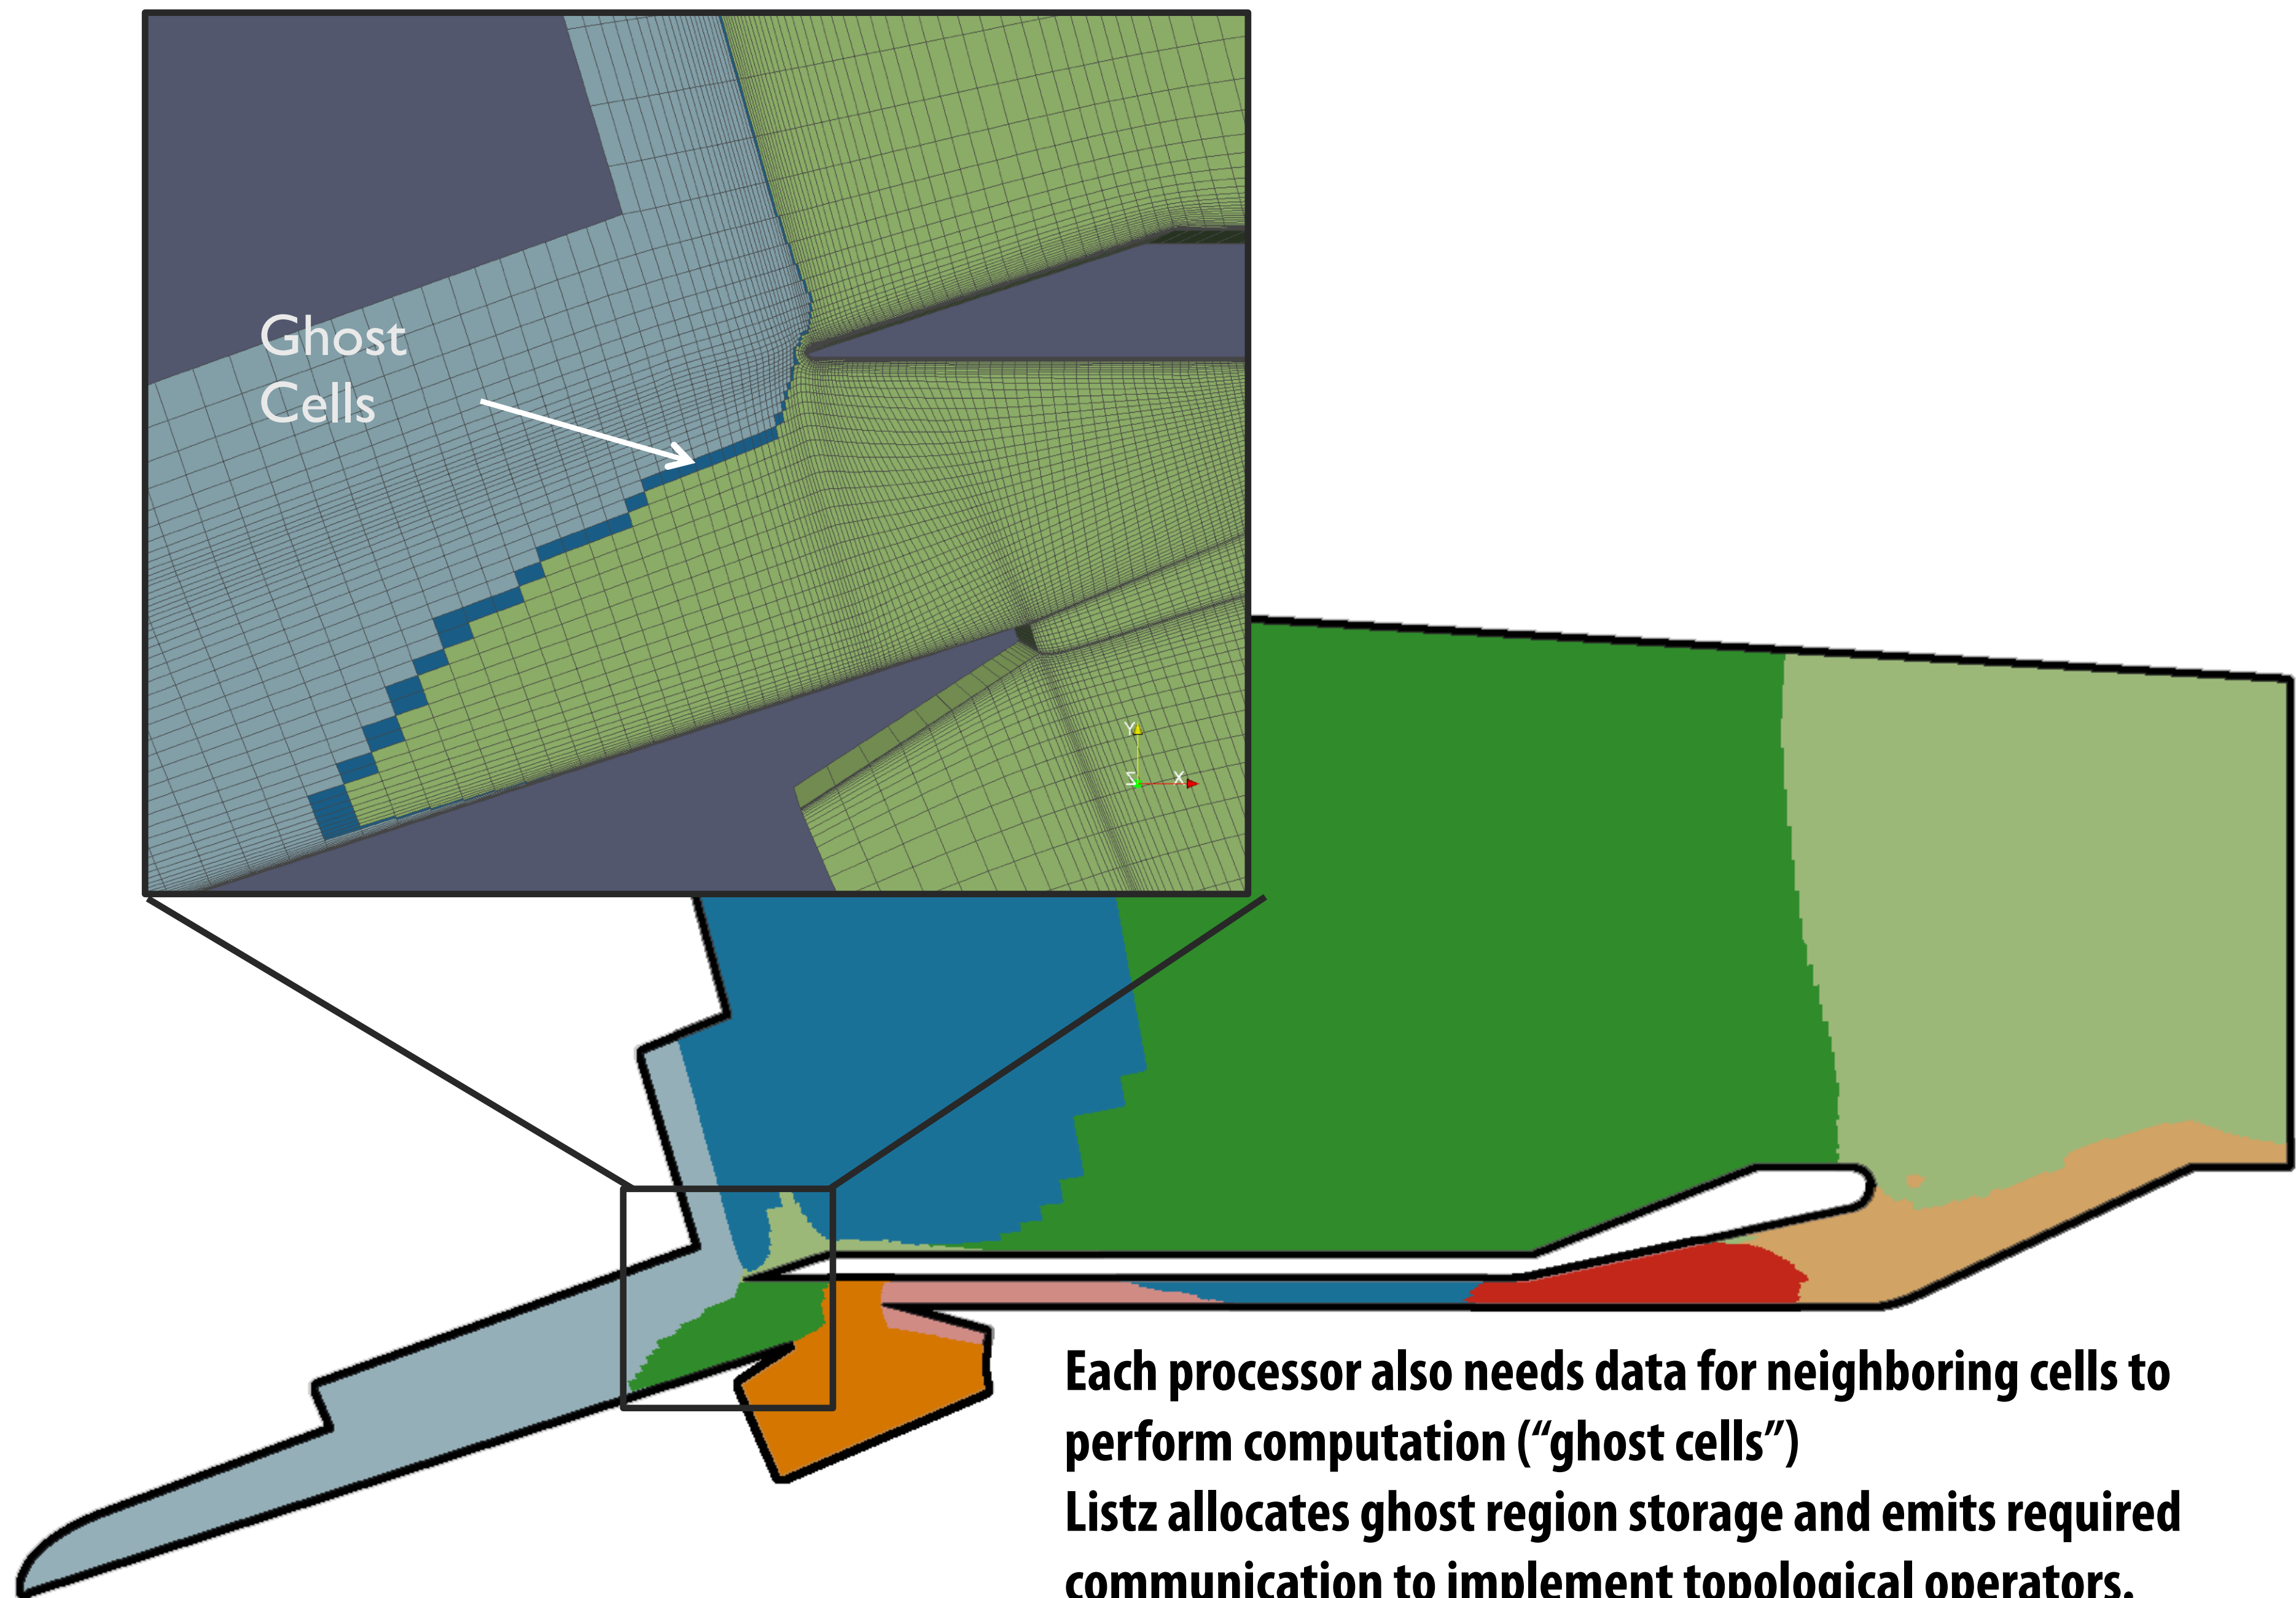 Ghost
Cells
Y
Z X
Each processor also needs data for neighboring cells to
perform computation (“ghost cells”)
Listz allocates ghost region storage and emits required
communication to implement topological operators.